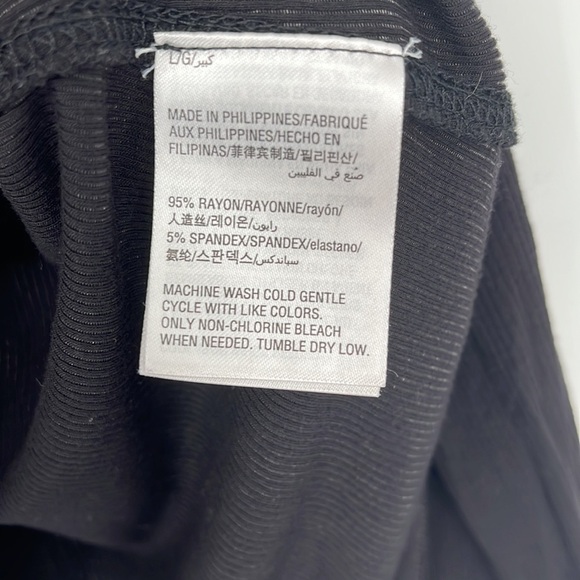 L/G/كبير
MADE IN PHILIPPINES/FABRIQUÉ
AUX PHILIPPINES/HECHO EN
FILIPINAS/菲律宾制造/필리핀산/
صنع في الفلبين
95% RAYON/RAYONNE/rayón/
人造丝/레이온/رايون/
5% SPANDEX/SPANDEX/elastano/
氨纶/스판덱스/سباندكس
MACHINE WASH COLD GENTLE
CYCLE WITH LIKE COLORS.
ONLY NON-CHLORINE BLEACH
WHEN NEEDED. TUMBLE DRY LOW.